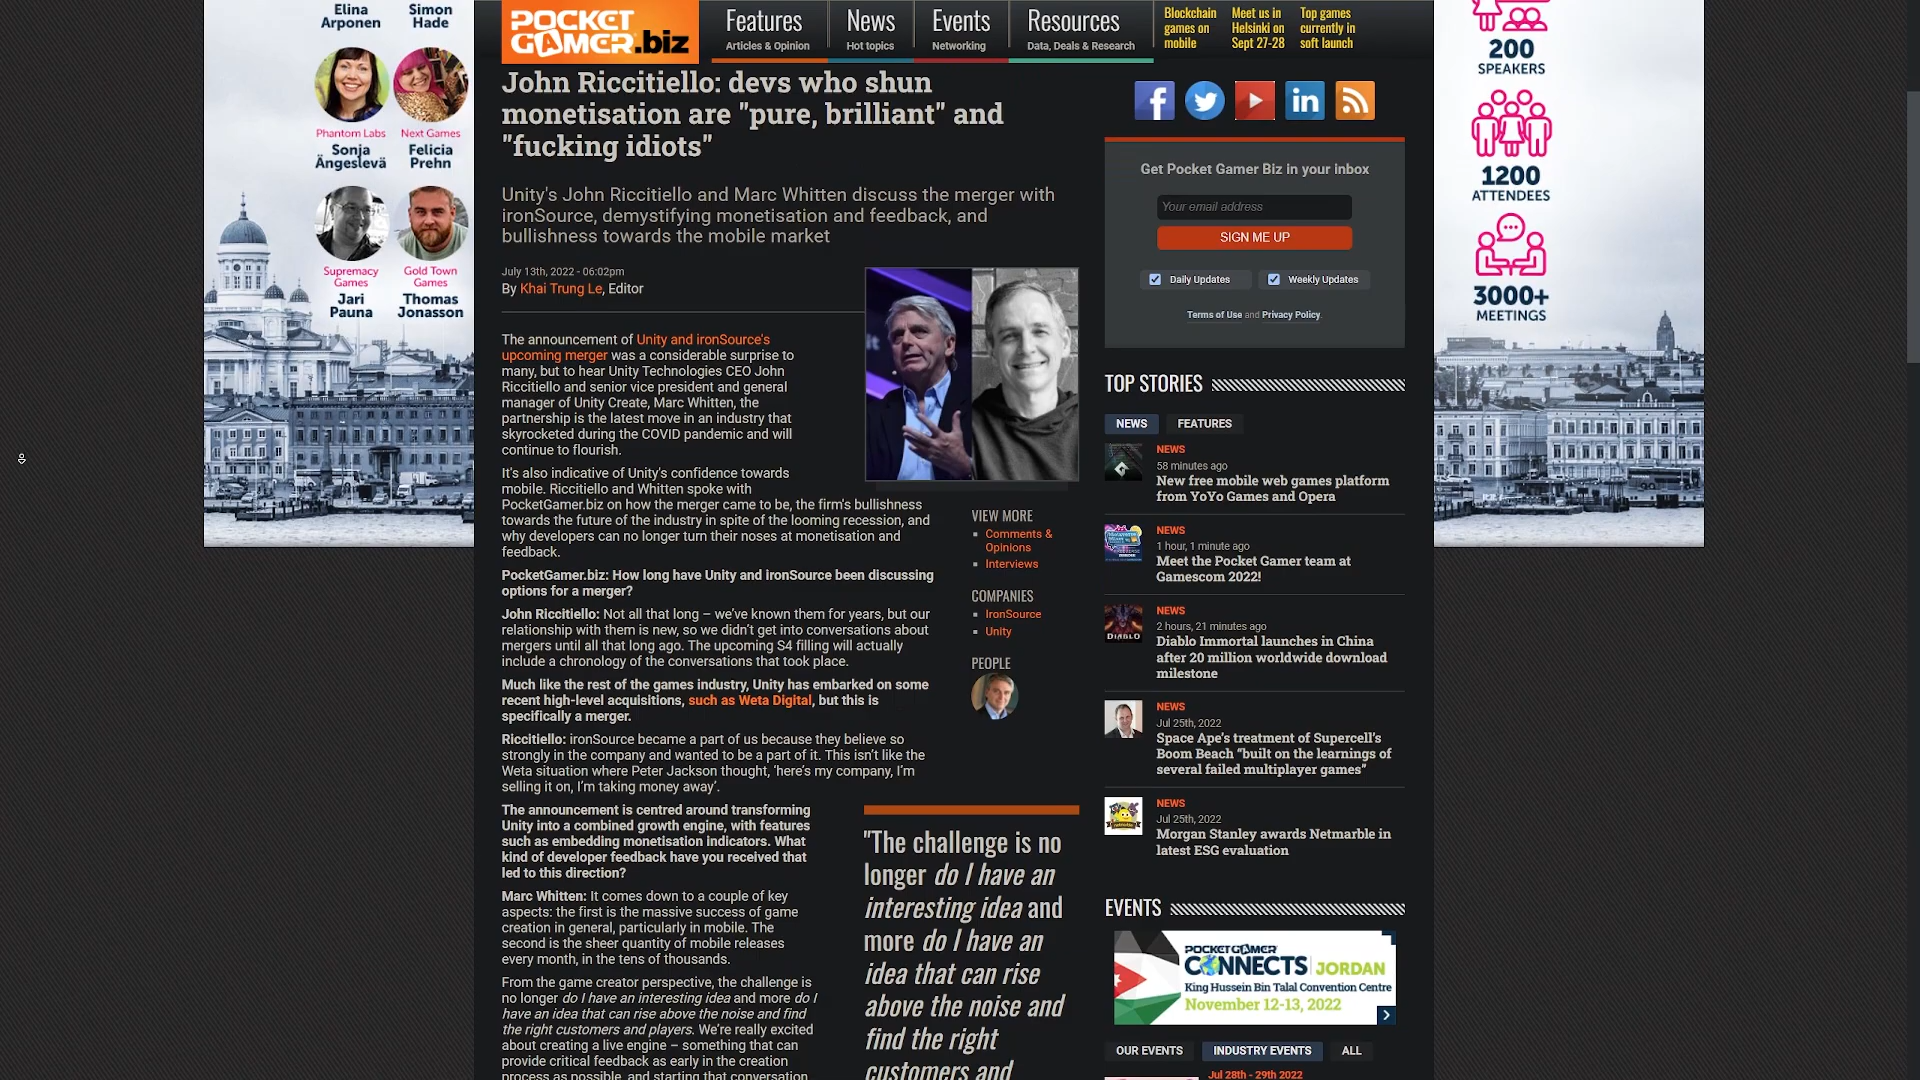 Elina
Arponen
Simon
Hade
Phantom Labs
Sonja
Ängeslevä
Next Games
Felicia
Prehn
Supremacy
Games
Jari
Pauna
Gold Town
Games
Thomas
Jonasson
POCKET
GAMER.biz
Features
Articles & Opinion
News
Hot topics
Events
Networking
Resources
Data, Deals & Research
Blockchain
games on
mobile
Meet us in
Helsinki on
Sept 27-28
Top games
currently in
soft launch
John Riccitiello: devs who shun
monetisation are "pure, brilliant" and
"fucking idiots"
Unity's John Riccitiello and Marc Whitten discuss the merger with
ironSource, demystifying monetisation and feedback, and
bullishness towards the mobile market
July 13th, 2022 - 06:02pm
By Khai Trung Le, Editor
The announcement of Unity and ironSource's
upcoming merger was a considerable surprise to
many, but to hear Unity Technologies CEO John
Riccitiello and senior vice president and general
manager of Unity Create, Marc Whitten, the
partnership is the latest move in an industry that
skyrocketed during the COVID pandemic and will
continue to flourish.
It's also indicative of Unity's confidence towards
mobile. Riccitiello and Whitten spoke with
PocketGamer.biz on how the merger came to be, the firm's bullishness
towards the future of the industry in spite of the looming recession, and
why developers can no longer turn their noses at monetisation and
feedback.
PocketGamer.biz: How long have Unity and ironSource been discussing
options for a merger?
John Riccitiello: Not all that long – we've known them for years, but our
relationship with them is new, so we didn't get into conversations about
mergers until all that long ago. The upcoming S4 filling will actually
include a chronology of the conversations that took place.
Much like the rest of the games industry, Unity has embarked on some
recent high-level acquisitions, such as Weta Digital, but this is
specifically a merger.
Riccitiello: ironSource became a part of us because they believe so
strongly in the company and wanted to be a part of it. This isn't like the
Weta situation where Peter Jackson thought, 'here's my company, I'm
selling it on, I'm taking money away'.
The announcement is centred around transforming
Unity into a combined growth engine, with features
such as embedding monetisation indicators. What
kind of developer feedback have you received that
led to this direction?
Marc Whitten: It comes down to a couple of key
aspects: the first is the massive success of game
creation in general, particularly in mobile. The
second is the sheer quantity of mobile releases
every month, in the tens of thousands.
From the game creator perspective, the challenge is
no longer do I have an interesting idea and more do I
have an idea that can rise above the noise and find
the right customers and players. We're really excited
about creating a live engine – something that can
provide critical feedback as early in the creation
process as possible, and starting that conversation
VIEW MORE
Comments &
Opinions
Interviews
COMPANIES
IronSource
Unity
PEOPLE
"The challenge is no
longer do I have an
interesting idea and
more do I have an
idea that can rise
above the noise and
find the right
customers and
Get Pocket Gamer Biz in your inbox
Your email address
SIGN ME UP
Daily Updates
Weekly Updates
Terms of Use and Privacy Policy.
TOP STORIES
NEWS
FEATURES
NEWS
58 minutes ago
New free mobile web games platform
from YoYo Games and Opera
NEWS
1 hour, 1 minute ago
Meet the Pocket Gamer team at
Gamescom 2022!
DIABLO
NEWS
2 hours, 21 minutes ago
Diablo Immortal launches in China
after 20 million worldwide download
milestone
NEWS
Jul 25th, 2022
Space Ape's treatment of Supercell's
Boom Beach “built on the learnings of
several failed multiplayer games”
NEWS
Jul 25th, 2022
Morgan Stanley awards Netmarble in
latest ESG evaluation
EVENTS
POCKET GAMER
CONNECTS JORDAN
King Hussein Bin Talal Convention Centre
November 12-13, 2022
OUR EVENTS
INDUSTRY EVENTS
ALL
Jul 28th - 29th 2022
200
SPEAKERS
1200
ATTENDEES
3000+
MEETINGS